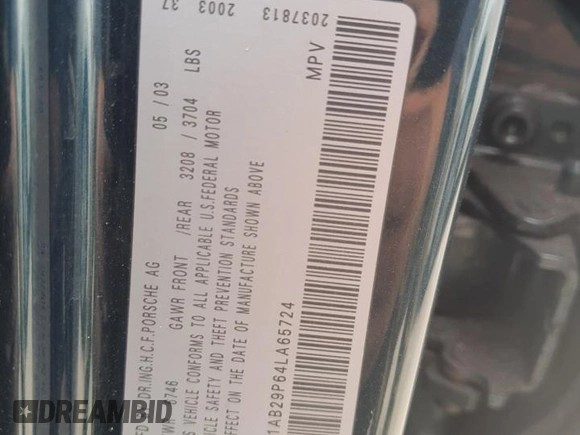 37 2003 2037813
MFD DR.ING.H.C.F.PORSCHE AG 05/03
GAWR FRONT /REAR 3208 / 3704 LBS
VEHICLE CONFORMS TO ALL APPLICABLE U.S.FEDERAL MOTOR
VEHICLE SAFETY AND THEFT PREVENTION STANDARDS
EFFECT ON THE DATE OF MANUFACTURE SHOWN ABOVE
1AB29P64LA65724 MPV
DREAMBID